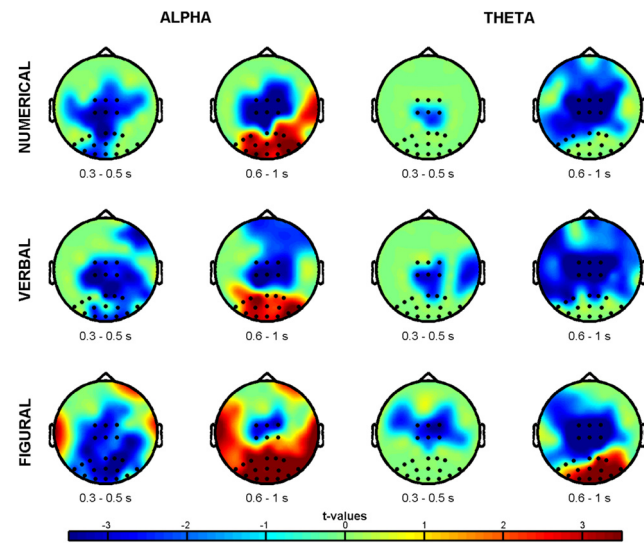 ALPHA THETA
NUMERICAL
0.3 - 0.5 s 0.6 - 1 s 0.3 - 0.5 s 0.6 - 1 s
VERBAL
0.3 - 0.5 s 0.6 - 1 s 0.3 - 0.5 s 0.6 - 1 s
FIGURAL
0.3 - 0.5 s 0.6 - 1 s 0.3 - 0.5 s 0.6 - 1 s
t-values
-3 -2 -1 0 1 2 3